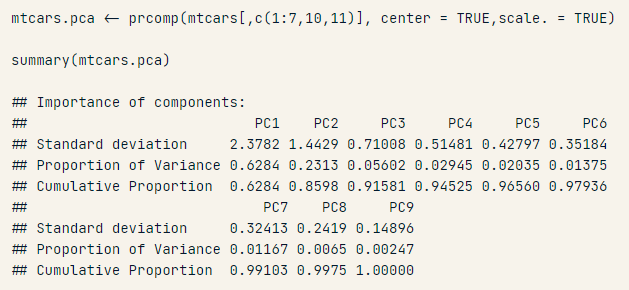 mtcars.pca <- prcomp(mtcars[,c(1:7,10,11)], center = TRUE,scale. = TRUE)
summary(mtcars.pca)
## Importance of components:
##                           PC1    PC2     PC3     PC4     PC5     PC6
## Standard deviation     2.3782 1.4429 0.71008 0.51481 0.42797 0.35184
## Proportion of Variance 0.6284 0.2313 0.05602 0.02945 0.02035 0.01375
## Cumulative Proportion  0.6284 0.8598 0.91581 0.94525 0.96560 0.97936
##                            PC7    PC8     PC9
## Standard deviation     0.32413 0.2419 0.14896
## Proportion of Variance 0.01167 0.0065 0.00247
## Cumulative Proportion  0.99103 0.9975 1.00000